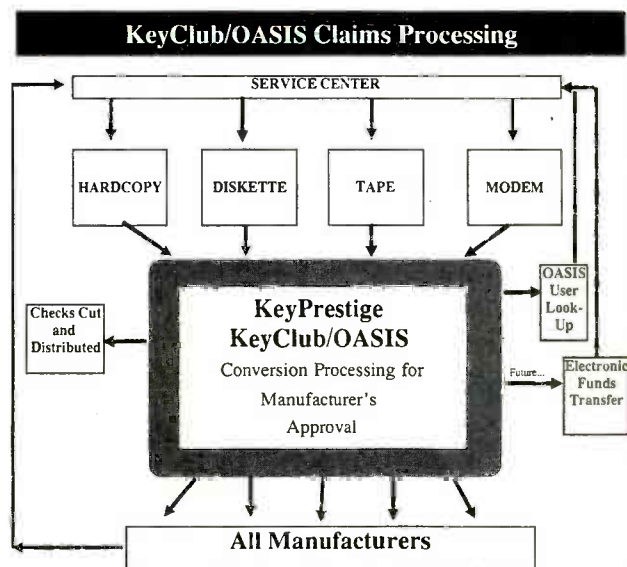 KeyClub/OASIS Claims Processing
SERVICE CENTER
HARDCOPY
DISKETTE
TAPE
MODEM
KeyPrestige
KeyClub/OASIS
Conversion Processing for
Manufacturer's
Approval
Checks Cut
and
Distributed
OASIS
User
Look-
Up
Future...
Electronic
Funds
Transfer
All Manufacturers